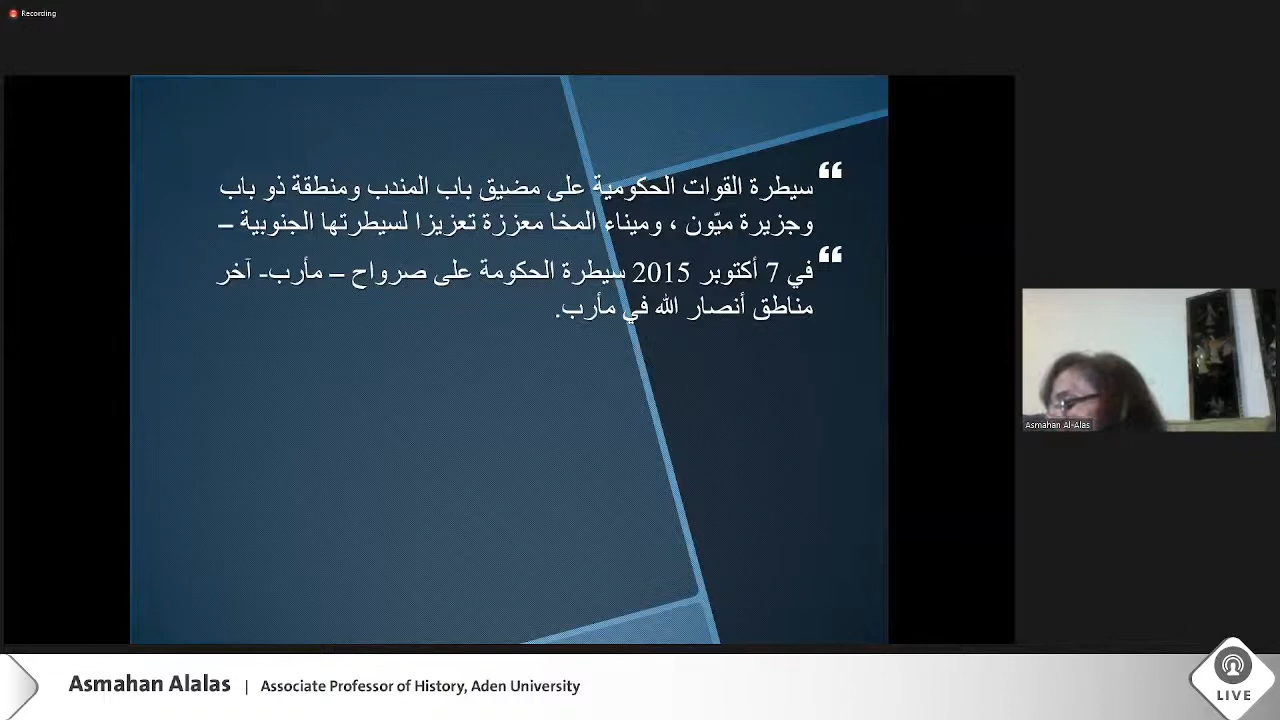 Recording
سيطرة القوات الحكومية على مضيق باب المندب ومنطقة ذو باب
وجزيرة ميّون ، وميناء المخا معززة تعزيزا لسيطرتها الجنوبية –
في 7 أكتوبر 2015 سيطرة الحكومة على صرواح – مأرب- آخر
مناطق أنصار الله في مأرب.
Asmahan Al-Alas
Asmahan Alalas | Associate Professor of History, Aden University
LIVE